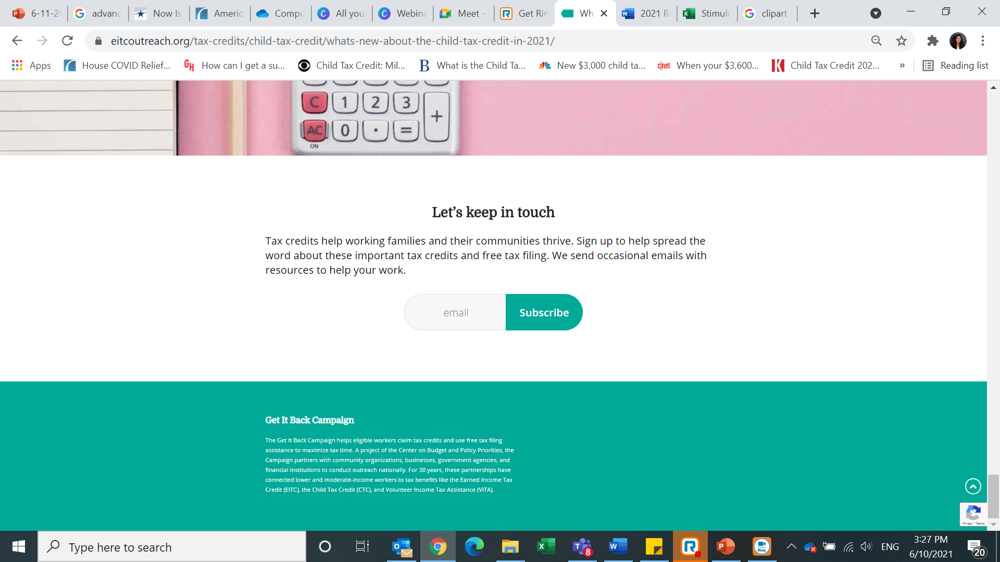 6-11-2
advanc
Now Is
Americ
Compu
All you
Webina
Meet -
Get Rin
Wh
2021 R
Stimulu
clipart
eitcoutreach.org/tax-credits/child-tax-credit/whats-new-about-the-child-tax-credit-in-2021/
Apps
House COVID Relief...
GH How can I get a su...
Child Tax Credit: Mil...
B What is the Child Ta...
New $3,000 child ta...
c|net When your $3,600...
K Child Tax Credit 202...
»
Reading list
C 1 2 3 +
AC 0 . =
ON
Let’s keep in touch
Tax credits help working families and their communities thrive. Sign up to help spread the
word about these important tax credits and free tax filing. We send occasional emails with
resources to help your work.
email Subscribe
Get It Back Campaign
The Get It Back Campaign helps eligible workers claim tax credits and use free tax filing
assistance to maximize tax time. A project of the Center on Budget and Policy Priorities, the
Campaign partners with community organizations, businesses, government agencies, and
financial institutions to conduct outreach nationally. For 30 years, these partnerships have
connected lower and moderate-income workers to tax benefits like the Earned Income Tax
Credit (EITC), the Child Tax Credit (CTC), and Volunteer Income Tax Assistance (VITA).
Privacy - Terms
Type here to search
8
Ring
ENG
3:27 PM
6/10/2021
20